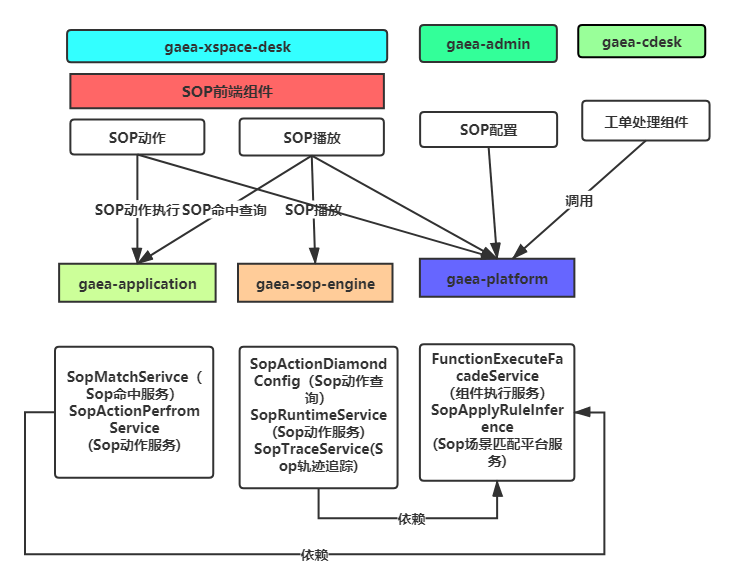 gaea-xspace-desk
gaea-admin
gaea-cdesk
SOP前端组件
SOP动作
SOP播放
SOP配置
工单处理组件
调用
SOP动作执行
SOP命中查询
SOP播放
gaea-application
gaea-sop-engine
gaea-platform
SopMatchSerivce（
Sop命中服务）
SopActionPerfrom
Service
(Sop动作服务)
SopActionDiamond
Config（Sop动作查
询）
SopRuntimeService
(Sop动作服务)
SopTraceService(S
op轨迹追踪)
FunctionExecuteFa
cadeService
(组件执行服务)
SopApplyRuleInfer
ence
(Sop场景匹配平台服
务)
依赖
依赖